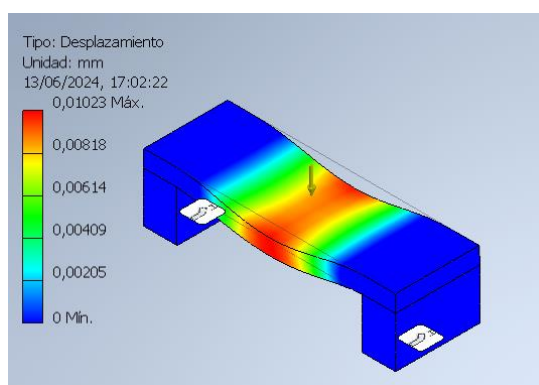 Tipo: Desplazamiento
Unidad: mm
13/06/2024, 17:02:22
0,01023 Máx.
0,00818
0,00614
0,00409
0,00205
0 Mín.